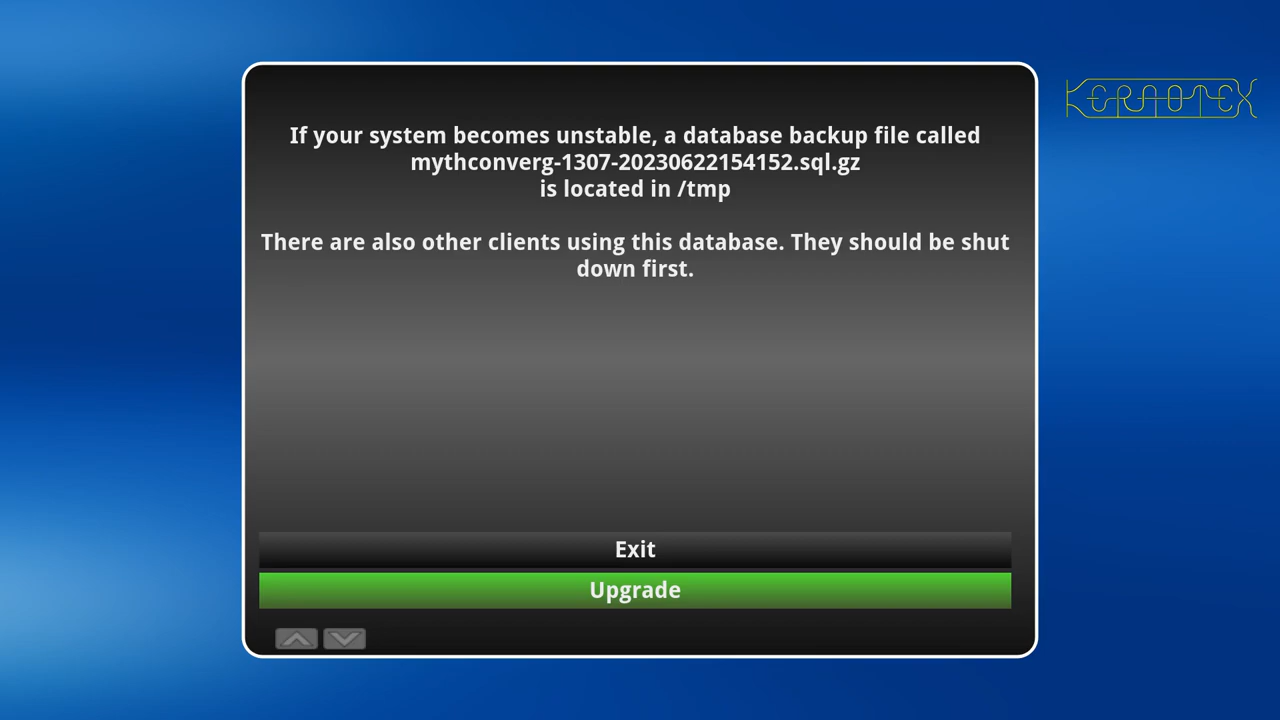 KERAOTEX
If your system becomes unstable, a database backup file called
mythconverg-1307-20230622154152.sql.gz
is located in /tmp
There are also other clients using this database. They should be shut
down first.
Exit
Upgrade